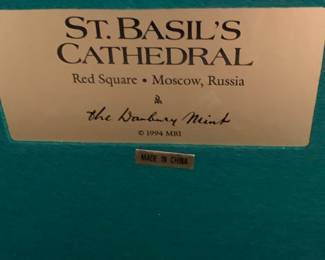 ST. BASIL'S
CATHEDRAL
Red Square • Moscow, Russia
The Danbury Mint
© 1994 MBI
MADE IN CHINA